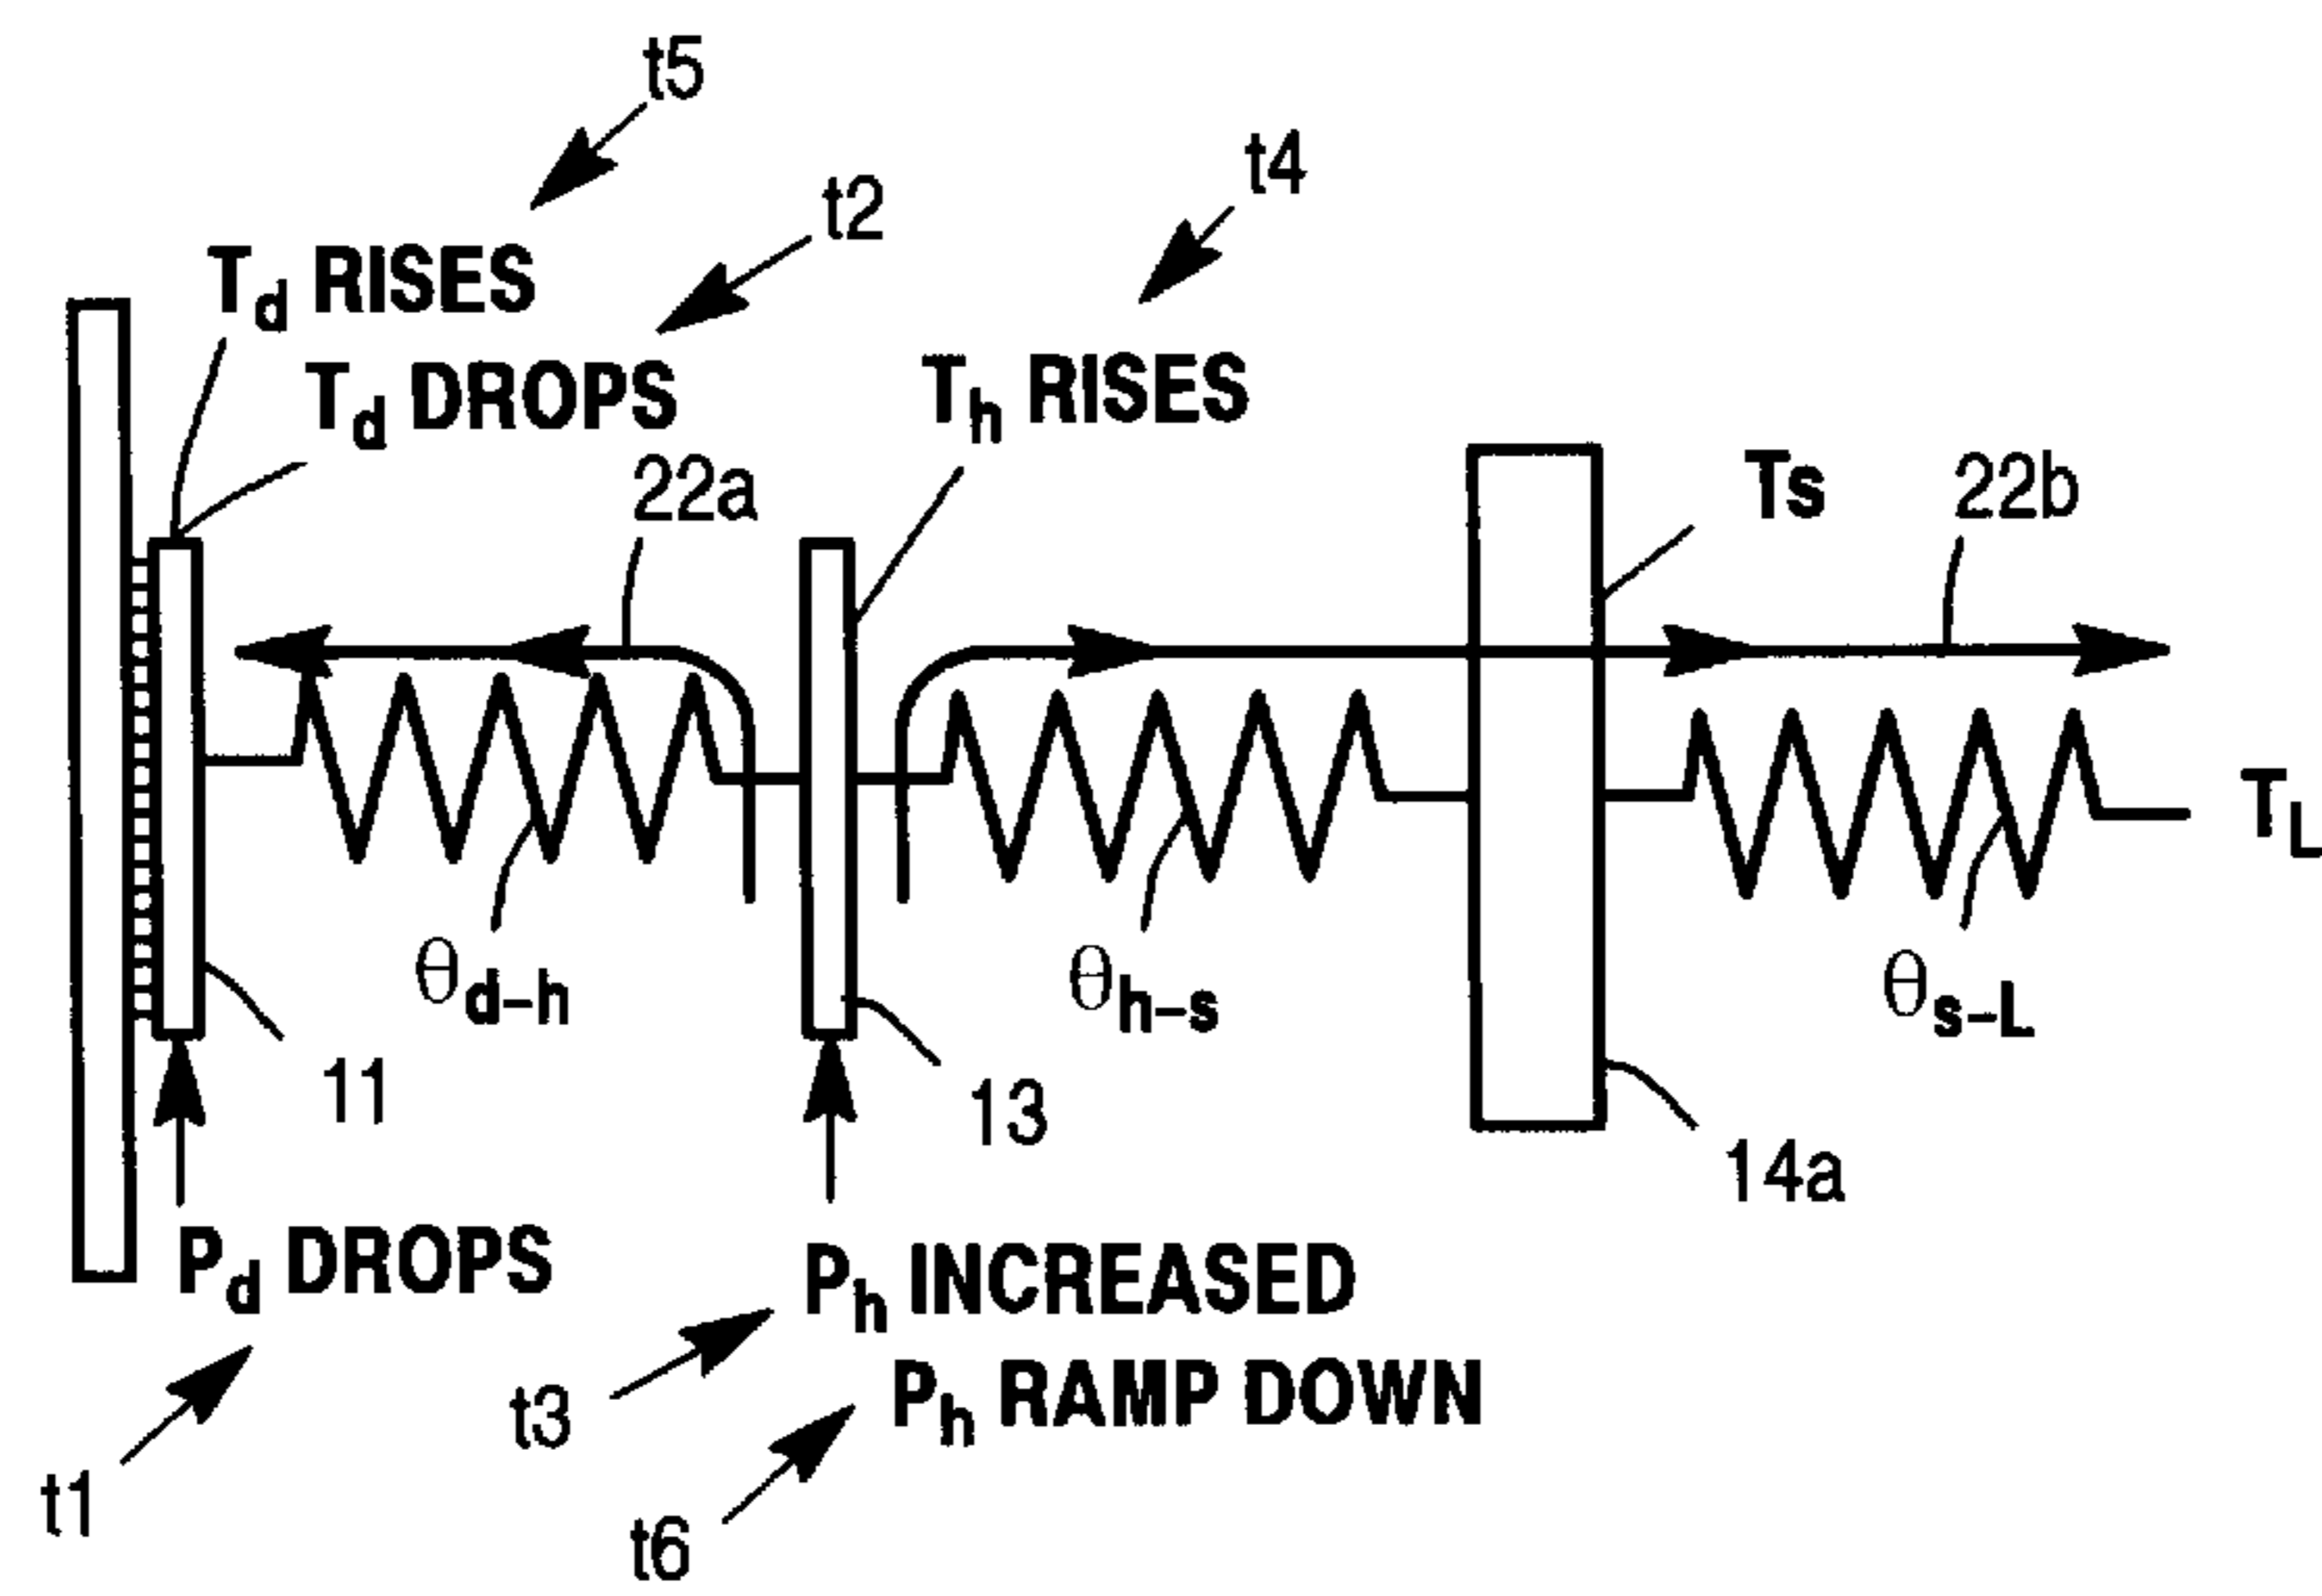 t5
t4
t2
Td RISES
Td DROPS
Th RISES
22a
Ts
22b
TL
θd–h
θh–s
θs–L
11
13
14a
Pd DROPS
Ph INCREASED
Ph RAMP DOWN
t3
t1
t6